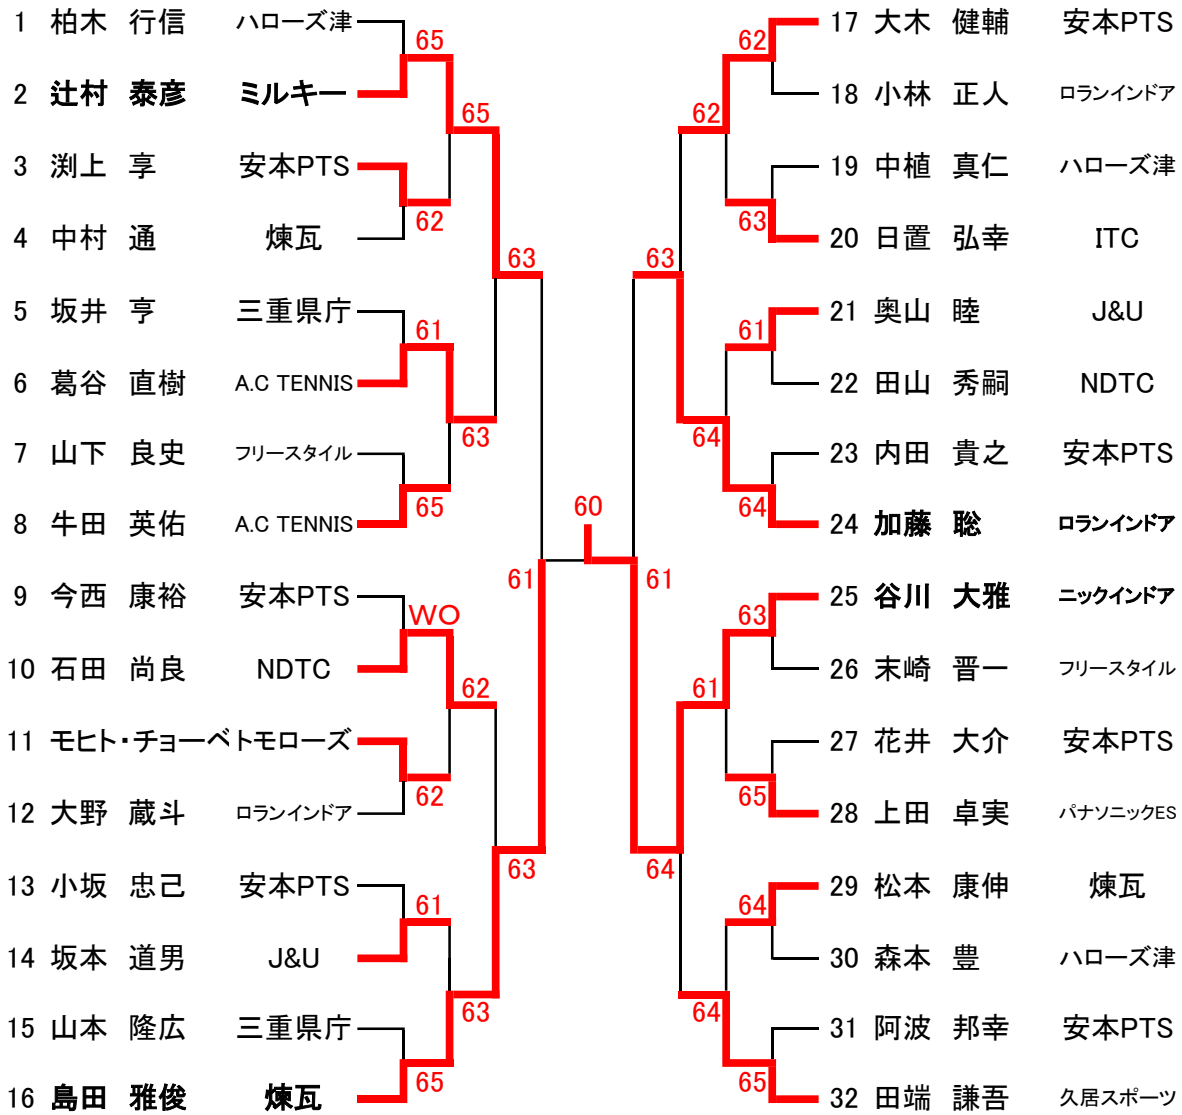 1 柏木 行信 ハローズ津
2 辻村 泰彦 ミルキー
3 渕上 享 安本PTS
4 中村 通 煉瓦
5 坂井 亨 三重県庁
6 葛谷 直樹 A.C TENNIS
7 山下 良史 フリースタイル
8 牛田 英佑 A.C TENNIS
9 今西 康裕 安本PTS
10 石田 尚良 NDTC
11 モヒト・チョーベ トモローズ
12 大野 蔵斗 ロランインドア
13 小坂 忠己 安本PTS
14 坂本 道男 J&U
15 山本 隆広 三重県庁
16 島田 雅俊 煉瓦
65
62
61
65
WO
62
61
65
65
63
62
63
63
63
61
60
61
63
64
62
64
61
64
62
63
61
64
63
65
64
65
17 大木 健輔 安本PTS
18 小林 正人 ロランインドア
19 中植 真仁 ハローズ津
20 日置 弘幸 ITC
21 奥山 睦 J&U
22 田山 秀嗣 NDTC
23 内田 貴之 安本PTS
24 加藤 聡 ロランインドア
25 谷川 大雅 ニックインドア
26 末崎 晋一 フリースタイル
27 花井 大介 安本PTS
28 上田 卓実 パナソニックES
29 松本 康伸 煉瓦
30 森本 豊 ハローズ津
31 阿波 邦幸 安本PTS
32 田端 謙吾 久居スポーツ